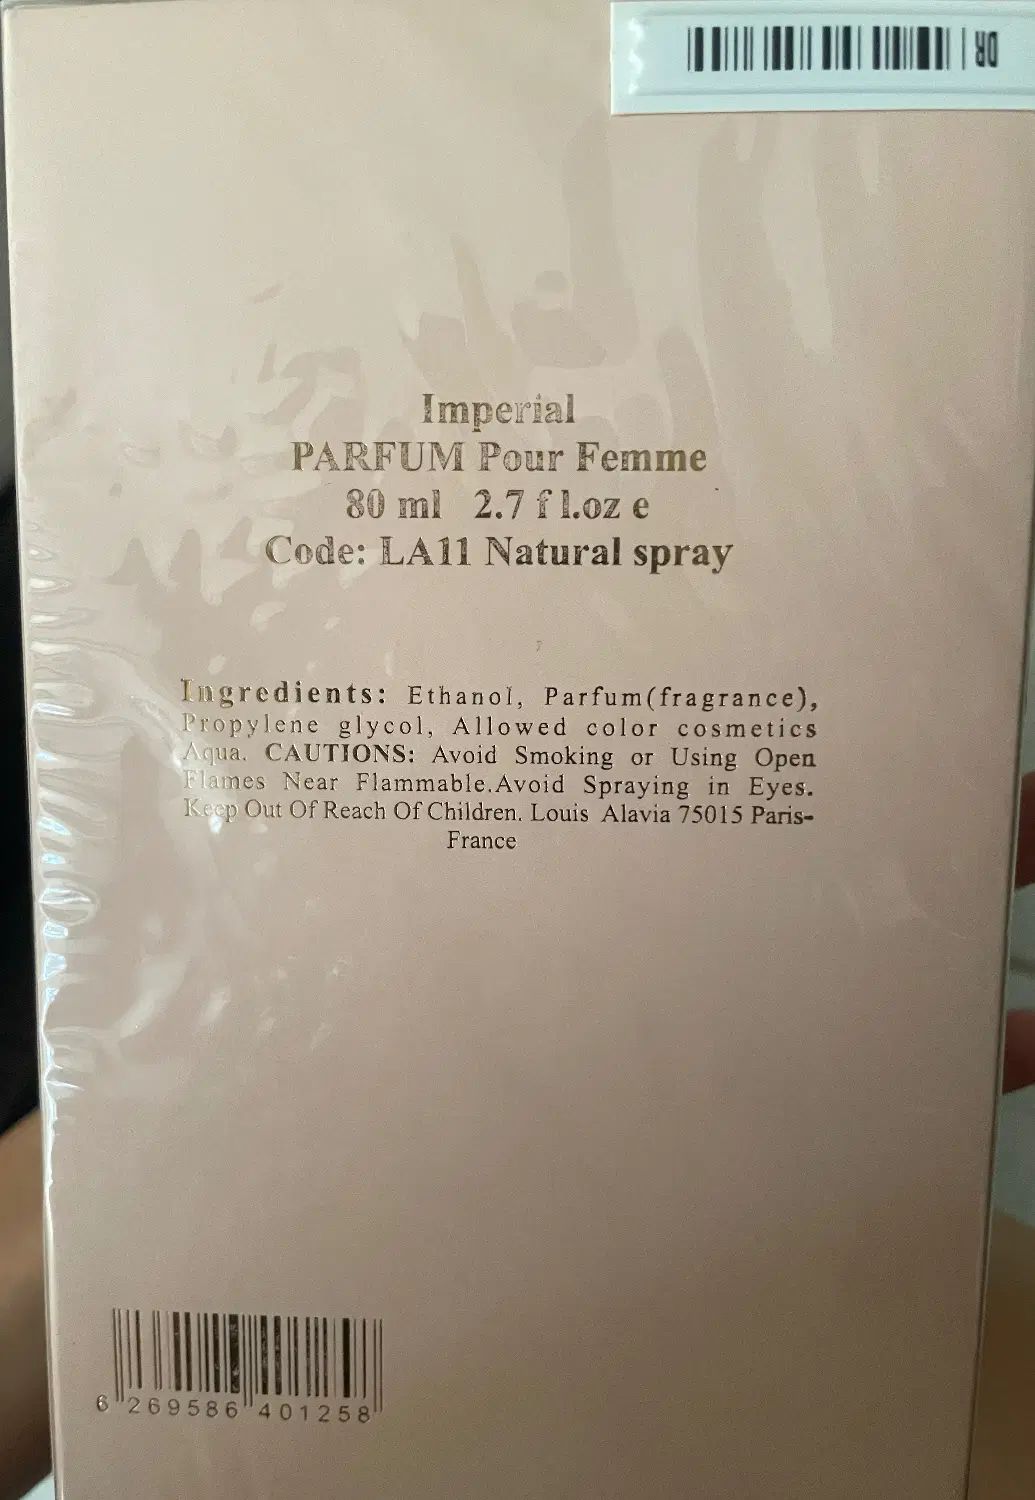 DR
Imperial
PARFUM Pour Femme
80 ml 2.7 fl.oz e
Code: LA11 Natural spray
Ingredients: Ethanol, Parfum(fragrance),
Propylene glycol, Allowed color cosmetics
Aqua. CAUTIONS: Avoid Smoking or Using Open
Flames Near Flammable.Avoid Spraying in Eyes.
Keep Out Of Reach Of Children. Louis Alavia 75015 Paris-
France
6 269586 401258